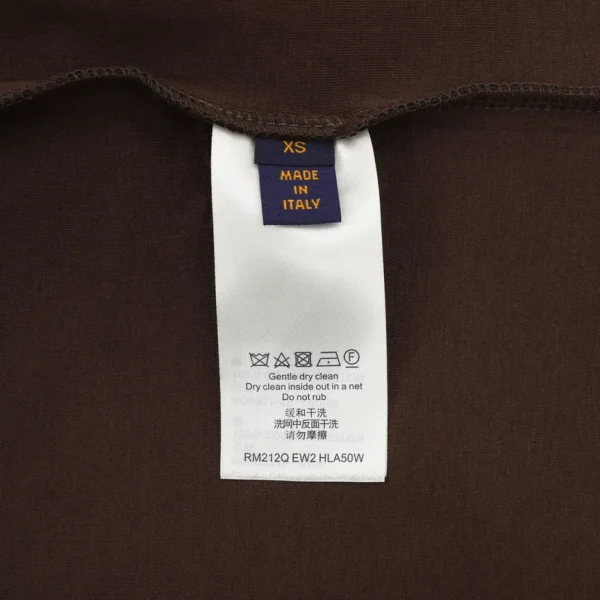 XS
MADE
IN
ITALY
F
Gentle dry clean
Dry clean inside out in a net
Do not rub
缓和干洗
洗网中反面干洗
请勿摩擦
RM212Q EW2 HLA50W